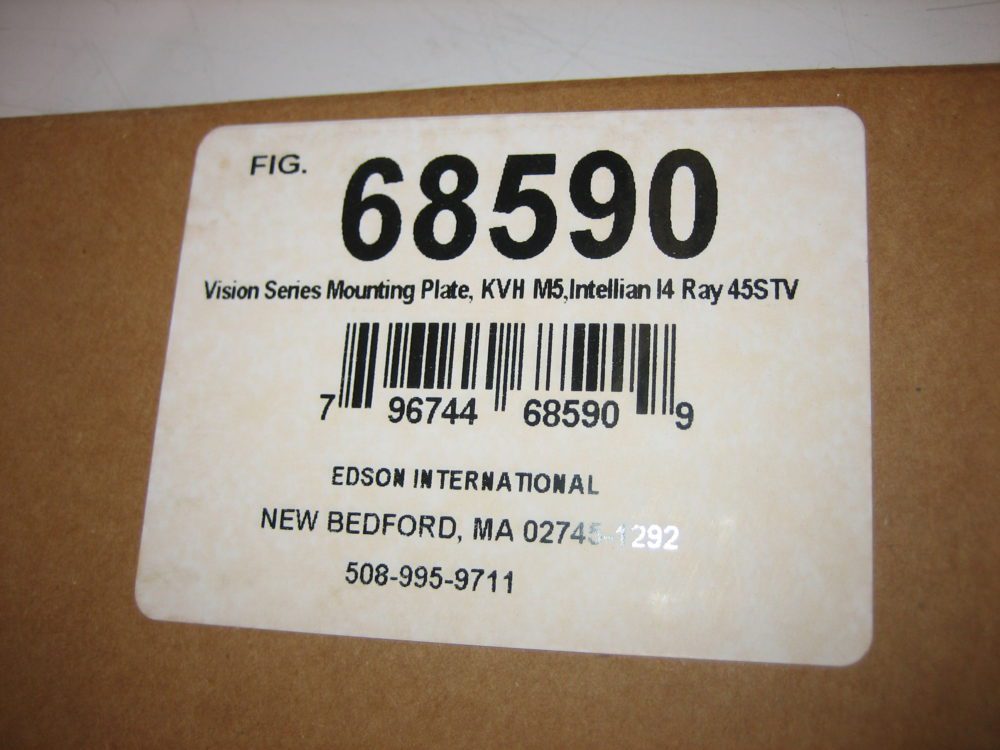 FIG. 68590
Vision Series Mounting Plate, KVH M5,Intellian I4 Ray 45STV
7 96744 68590 9
EDSON INTERNATIONAL
NEW BEDFORD, MA 02745-1292
508-995-9711